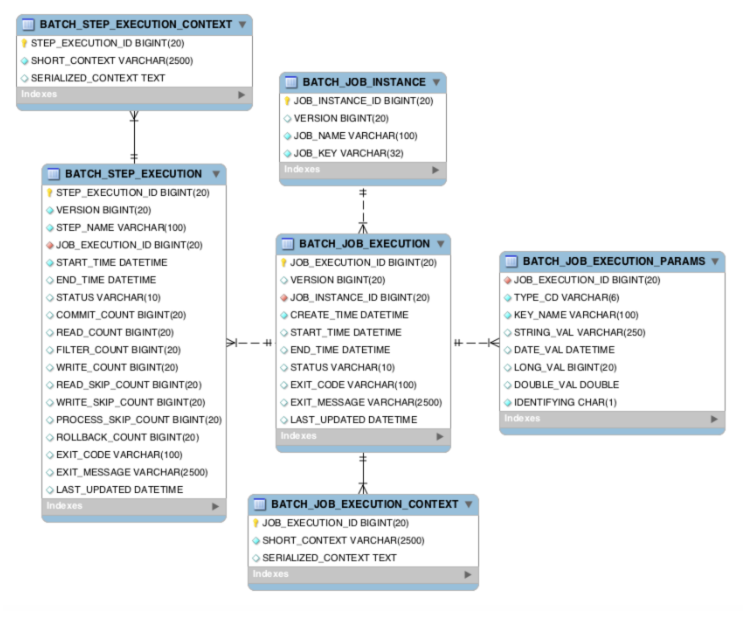 BATCH_STEP_EXECUTION_CONTEXT
STEP_EXECUTION_ID BIGINT(20)
SHORT_CONTEXT VARCHAR(2500)
SERIALIZED_CONTEXT TEXT
Indexes
BATCH_JOB_INSTANCE
JOB_INSTANCE_ID BIGINT(20)
VERSION BIGINT(20)
JOB_NAME VARCHAR(100)
JOB_KEY VARCHAR(32)
Indexes
BATCH_STEP_EXECUTION
STEP_EXECUTION_ID BIGINT(20)
VERSION BIGINT(20)
STEP_NAME VARCHAR(100)
JOB_EXECUTION_ID BIGINT(20)
START_TIME DATETIME
END_TIME DATETIME
STATUS VARCHAR(10)
COMMIT_COUNT BIGINT(20)
READ_COUNT BIGINT(20)
FILTER_COUNT BIGINT(20)
WRITE_COUNT BIGINT(20)
READ_SKIP_COUNT BIGINT(20)
WRITE_SKIP_COUNT BIGINT(20)
PROCESS_SKIP_COUNT BIGINT(20)
ROLLBACK_COUNT BIGINT(20)
EXIT_CODE VARCHAR(100)
EXIT_MESSAGE VARCHAR(2500)
LAST_UPDATED DATETIME
Indexes
BATCH_JOB_EXECUTION
JOB_EXECUTION_ID BIGINT(20)
VERSION BIGINT(20)
JOB_INSTANCE_ID BIGINT(20)
CREATE_TIME DATETIME
START_TIME DATETIME
END_TIME DATETIME
STATUS VARCHAR(10)
EXIT_CODE VARCHAR(100)
EXIT_MESSAGE VARCHAR(2500)
LAST_UPDATED DATETIME
Indexes
BATCH_JOB_EXECUTION_PARAMS
JOB_EXECUTION_ID BIGINT(20)
TYPE_CD VARCHAR(6)
KEY_NAME VARCHAR(100)
STRING_VAL VARCHAR(250)
DATE_VAL DATETIME
LONG_VAL BIGINT(20)
DOUBLE_VAL DOUBLE
IDENTIFYING CHAR(1)
Indexes
BATCH_JOB_EXECUTION_CONTEXT
JOB_EXECUTION_ID BIGINT(20)
SHORT_CONTEXT VARCHAR(2500)
SERIALIZED_CONTEXT TEXT
Indexes